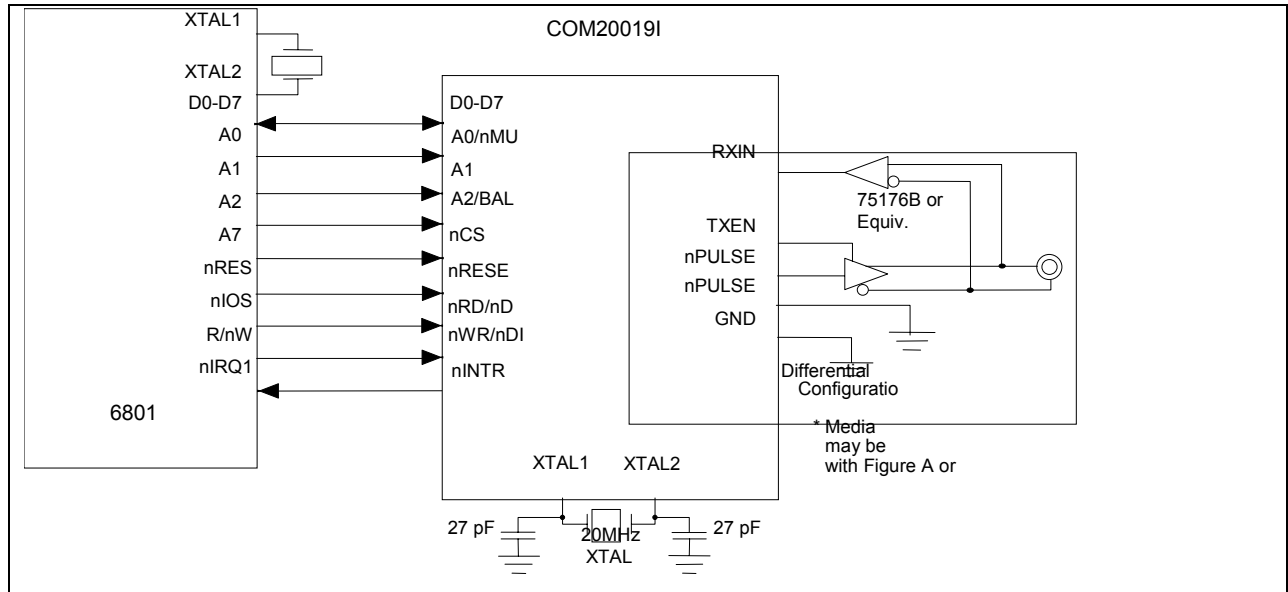 COM20019I
XTAL1
XTAL2
D0-D7
A0
A1
A2
A7
nRES
nIOS
R/nW
nIRQ1
6801
D0-D7
A0/nMU
A1
A2/BAL
nCS
nRESE
nRD/nD
nWR/nDI
nINTR
RXIN
TXEN
nPULSE
nPULSE
GND
75176B or
Equiv.
Differential
Configuratio
* Media
may be
with Figure A or
XTAL1
XTAL2
27 pF
20MHz
XTAL
27 pF